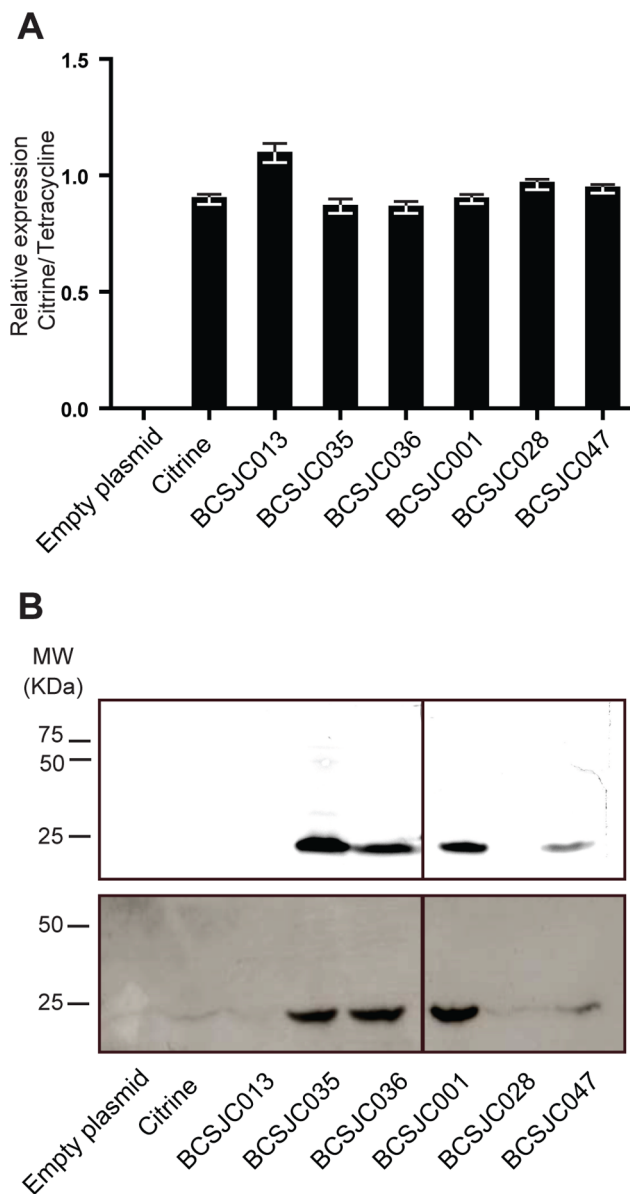 A
Relative expression
Citrine/ Tetracycline
1.5
1.0
0.5
0.0
Empty plasmid
Citrine
BCSJC013
BCSJC035
BCSJC036
BCSJC001
BCSJC028
BCSJC047
B
MW
(KDa)
75
50
25
50
25
Empty plasmid
Citrine
BCSJC013
BCSJC035
BCSJC036
BCSJC001
BCSJC028
BCSJC047